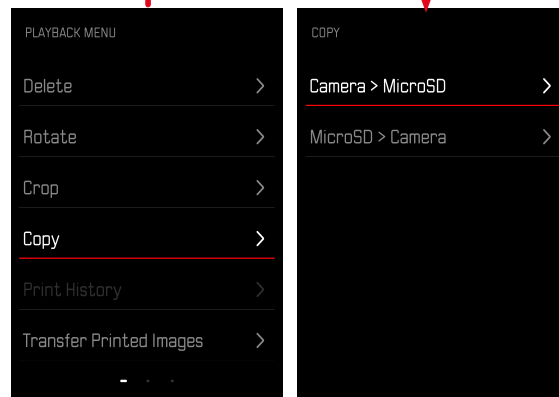 PLAYBACK MENU
Delete
Rotate
Crop
Copy
Print History
Transfer Printed Images
COPY
Camera > MicroSD
MicroSD > Camera